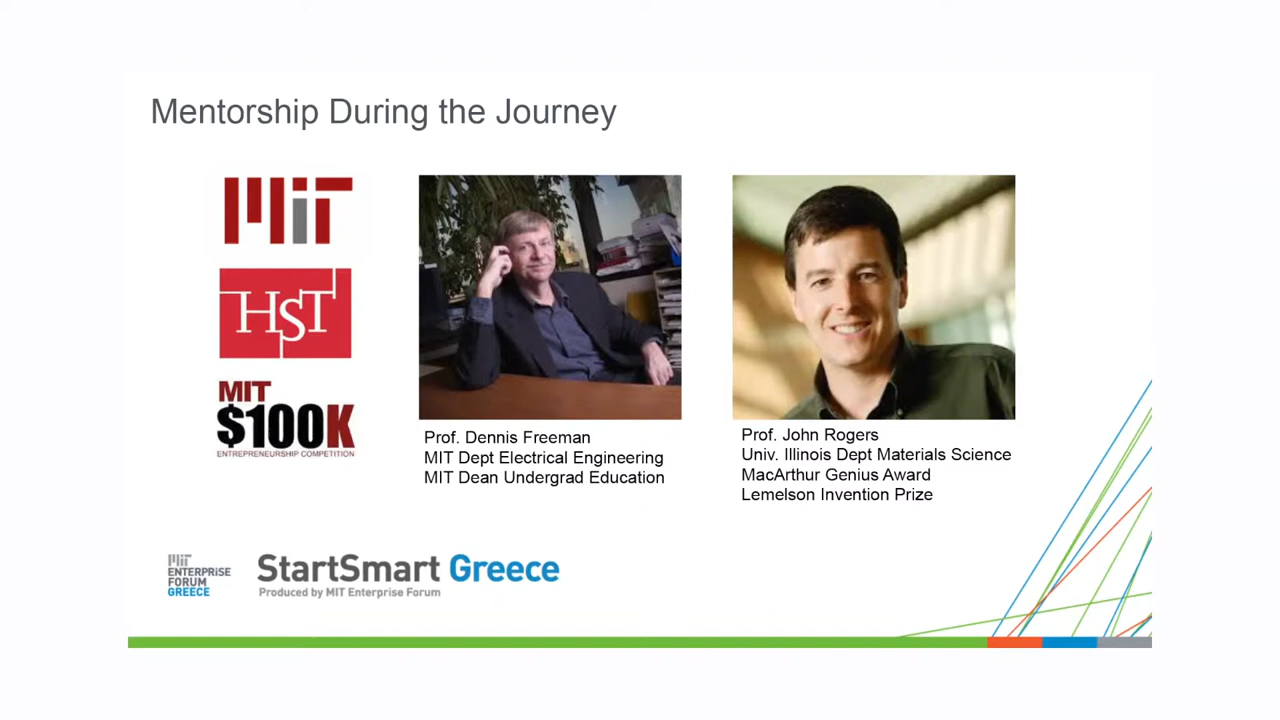 Mentorship During the Journey
MIT
HST
MIT
$100K
ENTREPRENEURSHIP COMPETITION
Prof. Dennis Freeman
MIT Dept Electrical Engineering
MIT Dean Undergrad Education
Prof. John Rogers
Univ. Illinois Dept Materials Science
MacArthur Genius Award
Lemelson Invention Prize
MIT
ENTERPRISE
FORUM
GREECE
StartSmart Greece
Produced by MIT Enterprise Forum